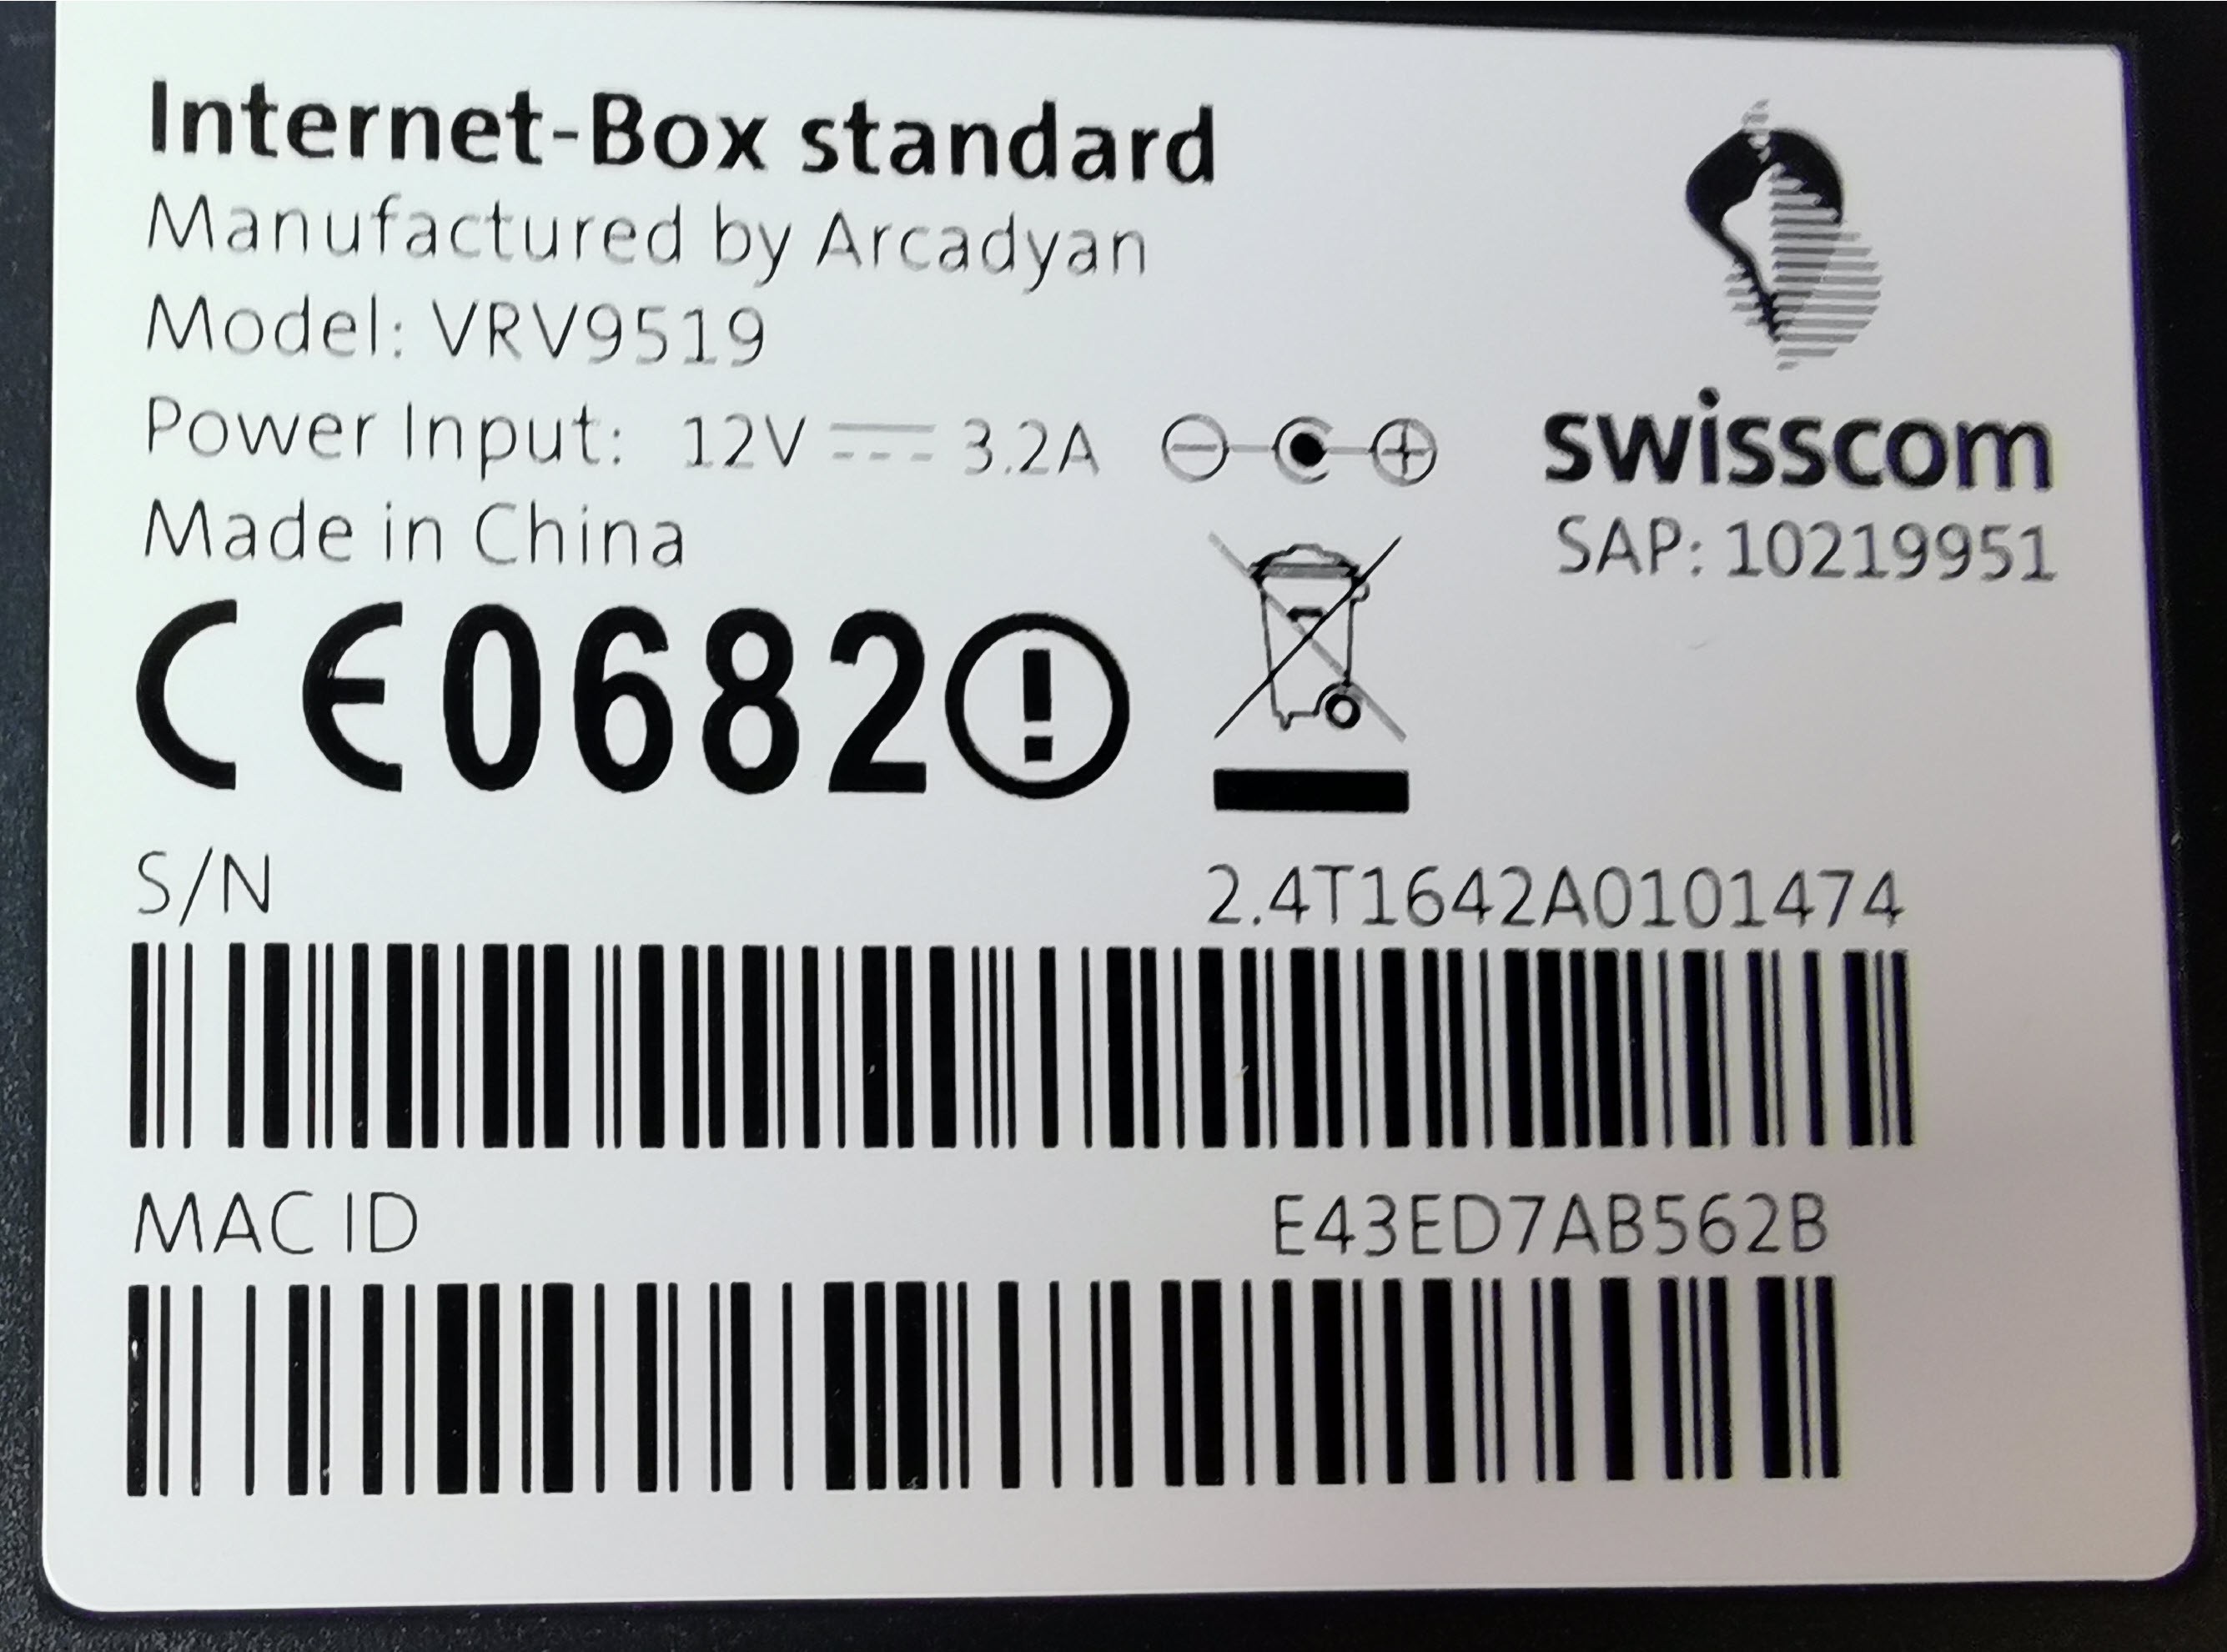 Internet-Box standard
Manufactured by Arcadyan
Model: VRV9519
Power Input: 12V 3.2A
Made in China
swisscom
SAP: 10219951
CE0682
S/N 2.4T1642A0101474
MAC ID E43ED7AB562B